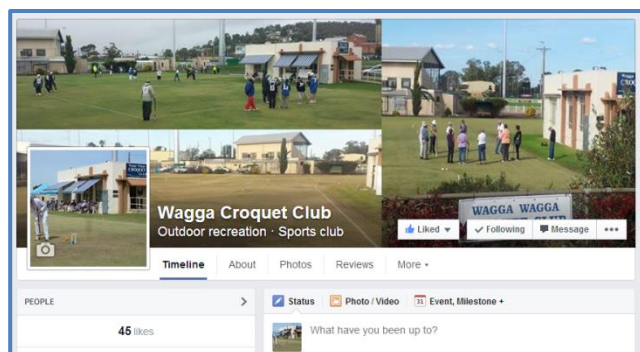 WAGGA WAGGA
Wagga Croquet Club
Outdoor recreation · Sports club
Liked
Following
Message
Timeline
About
Photos
Reviews
More
PEOPLE
45 likes
Status
Photo / Video
31
Event, Milestone +
What have you been up to?